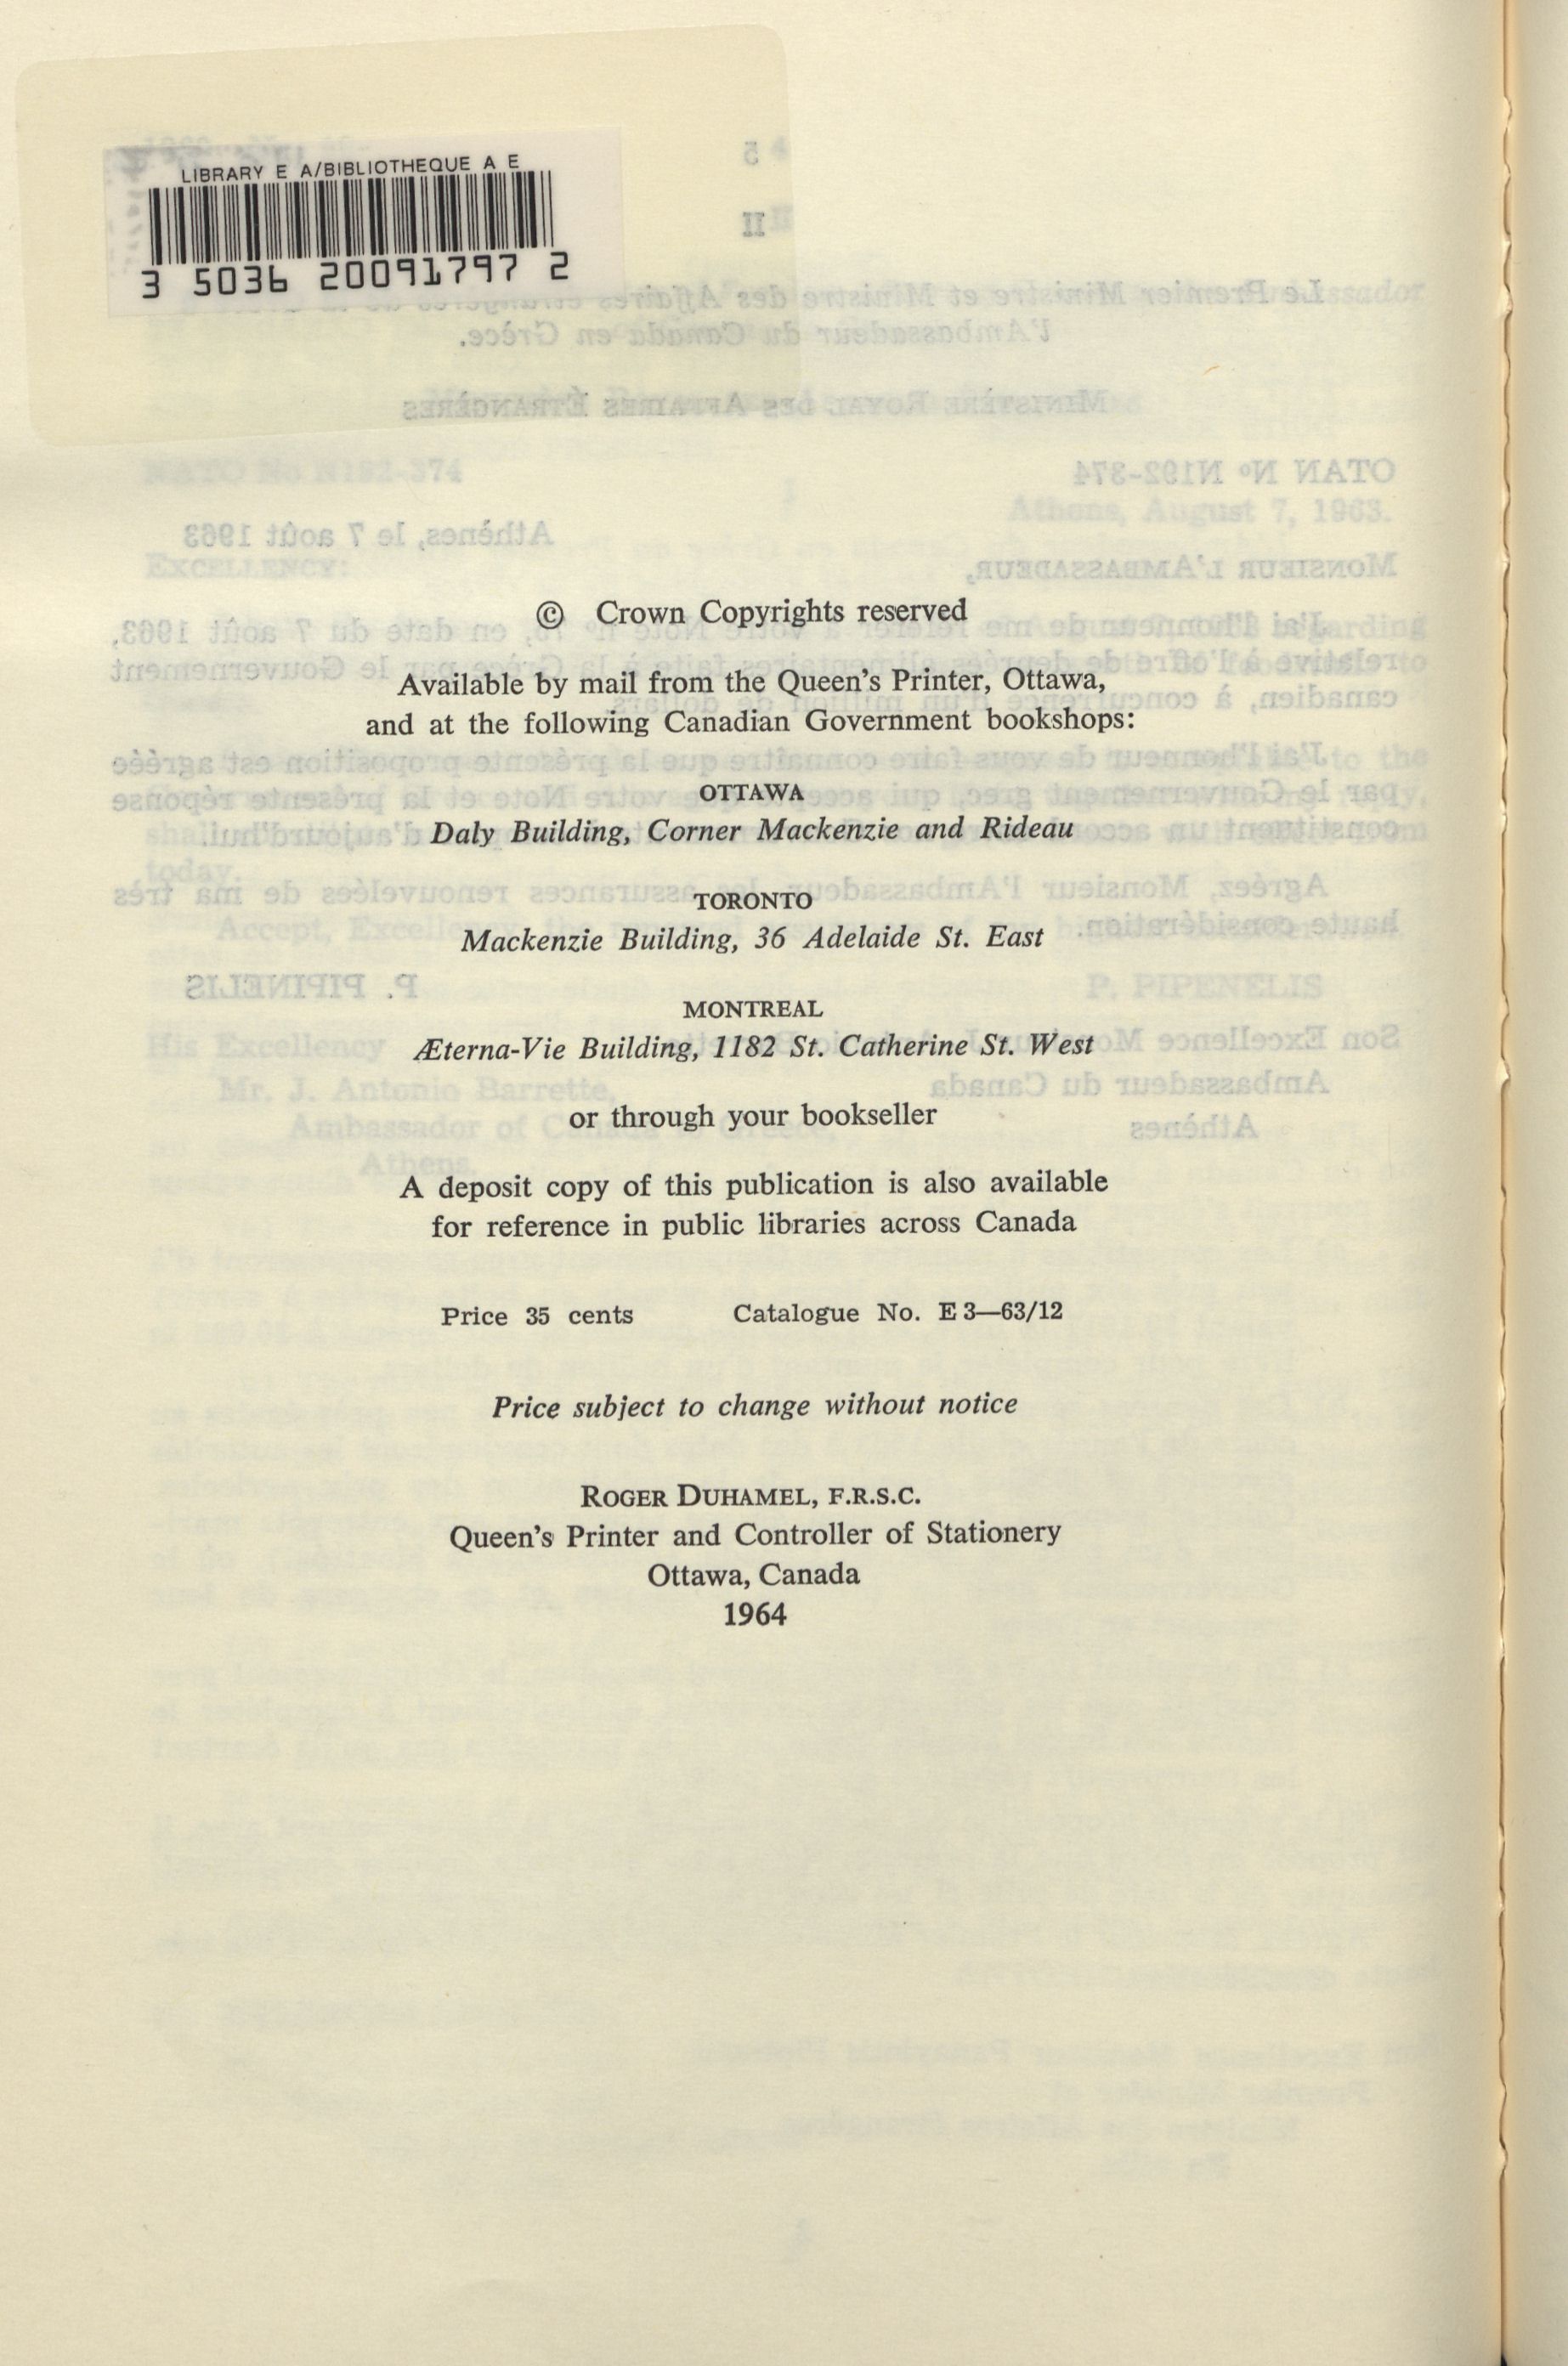 LIBRARY E A/BIBLIOTHEQUE A E
3 5036 20091797 2
© Crown Copyrights reserved
Available by mail from the Queen's Printer, Ottawa,
and at the following Canadian Government bookshops:
OTTAWA
Daly Building, Corner Mackenzie and Rideau
TORONTO
Mackenzie Building, 36 Adelaide St. East
MONTREAL
Æterna-Vie Building, 1182 St. Catherine St. West
or through your bookseller
A deposit copy of this publication is also available
for reference in public libraries across Canada
Price 35 cents Catalogue No. E 3—63/12
Price subject to change without notice
ROGER DUHAMEL, F.R.S.C.
Queen's Printer and Controller of Stationery
Ottawa, Canada
1964